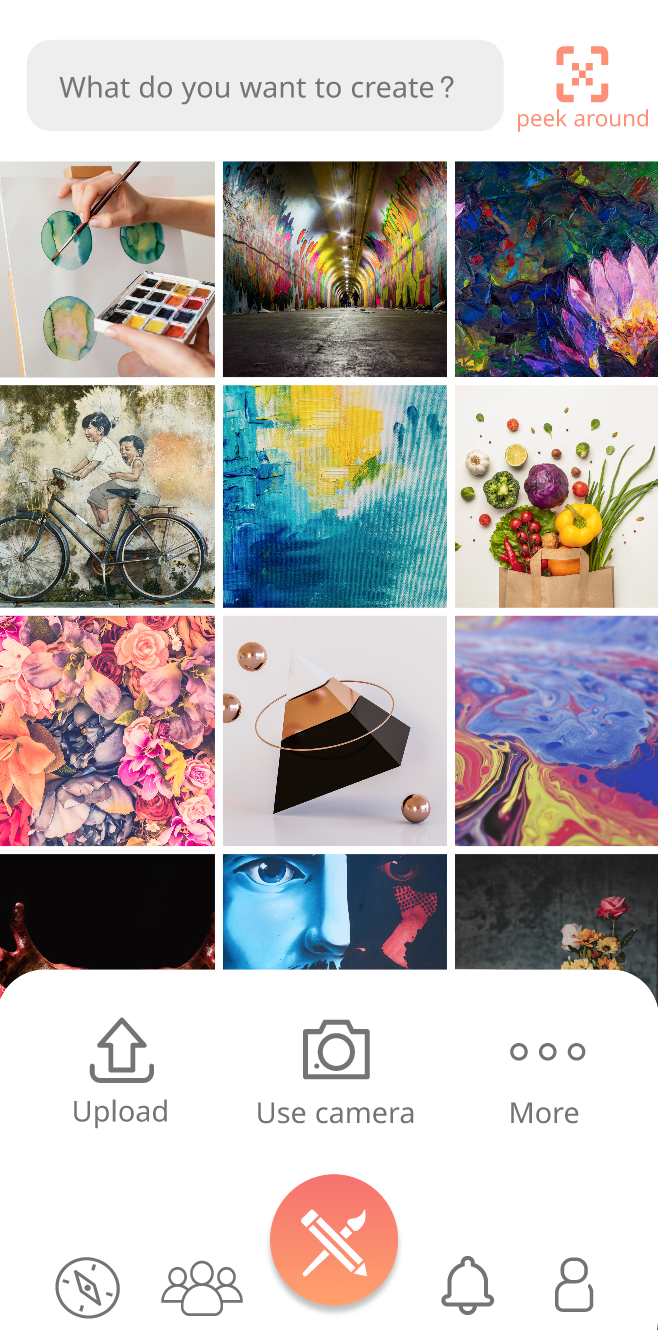 What do you want to create?
peek around
Upload
Use camera
More